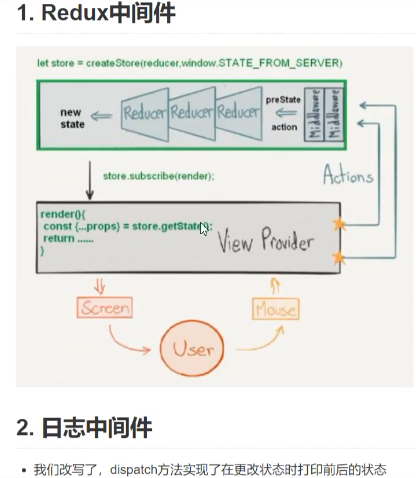 1. Redux中间件
let store = createStore(reducer,window.STATE_FROM_SERVER)
new state
Reducer Reducer Reducer
preState
action
Middleware
Middleware
store.subscribe(render);
Actions
render(){
const {...props} = store.getState();
return ......
}
View Provider
Screen
Mouse
User
2. 日志中间件
• 我们改写了，dispatch方法实现了在更改状态时打印前后的状态